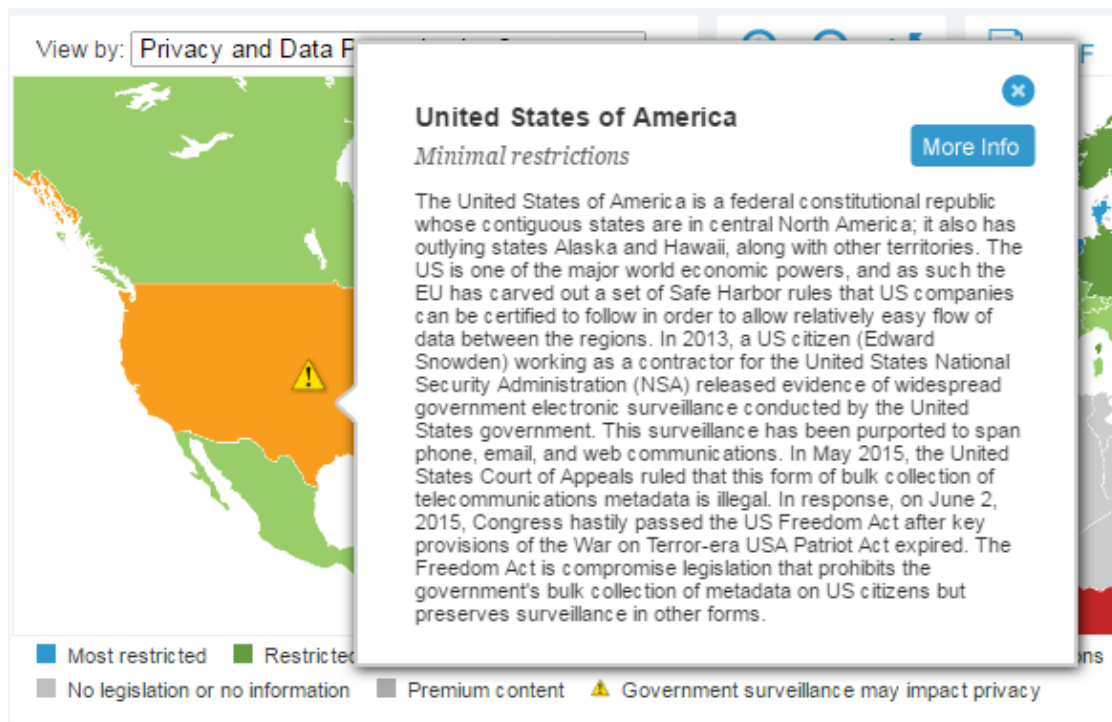 View by: Privacy and Data P
F
United States of America
Minimal restrictions
More Info
The United States of America is a federal constitutional republic
whose contiguous states are in central North America; it also has
outlying states Alaska and Hawaii, along with other territories. The
US is one of the major world economic powers, and as such the
EU has carved out a set of Safe Harbor rules that US companies
can be certified to follow in order to allow relatively easy flow of
data between the regions. In 2013, a US citizen (Edward
Snowden) working as a contractor for the United States National
Security Administration (NSA) released evidence of widespread
government electronic surveillance conducted by the United
States government. This surveillance has been purported to span
phone, email, and web communications. In May 2015, the United
States Court of Appeals ruled that this form of bulk collection of
telecommunications metadata is illegal. In response, on June 2,
2015, Congress hastily passed the US Freedom Act after key
provisions of the War on Terror-era USA Patriot Act expired. The
Freedom Act is compromise legislation that prohibits the
government's bulk collection of metadata on US citizens but
preserves surveillance in other forms.
Most restricted Restricted ons
No legislation or no information Premium content Government surveillance may impact privacy